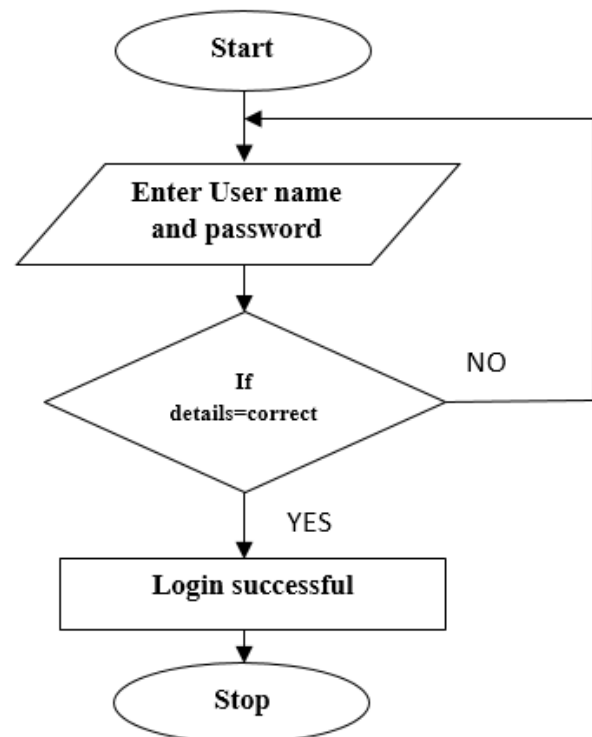 Start
Enter User name
and password
If
details=correct
NO
YES
Login successful
Stop